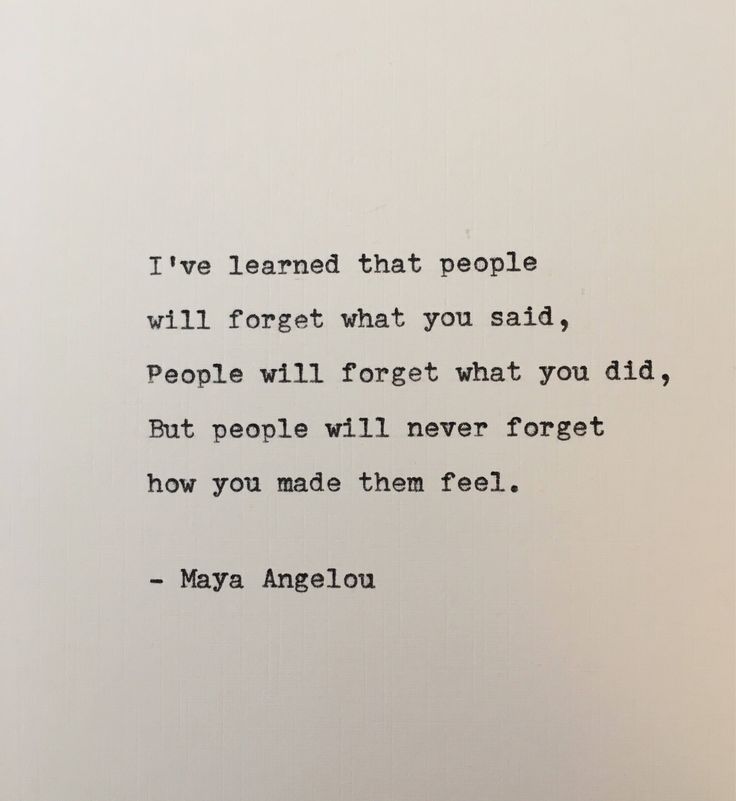 I've learned that people
will forget what you said,
People will forget what you did,
But people will never forget
how you made them feel.
- Maya Angelou